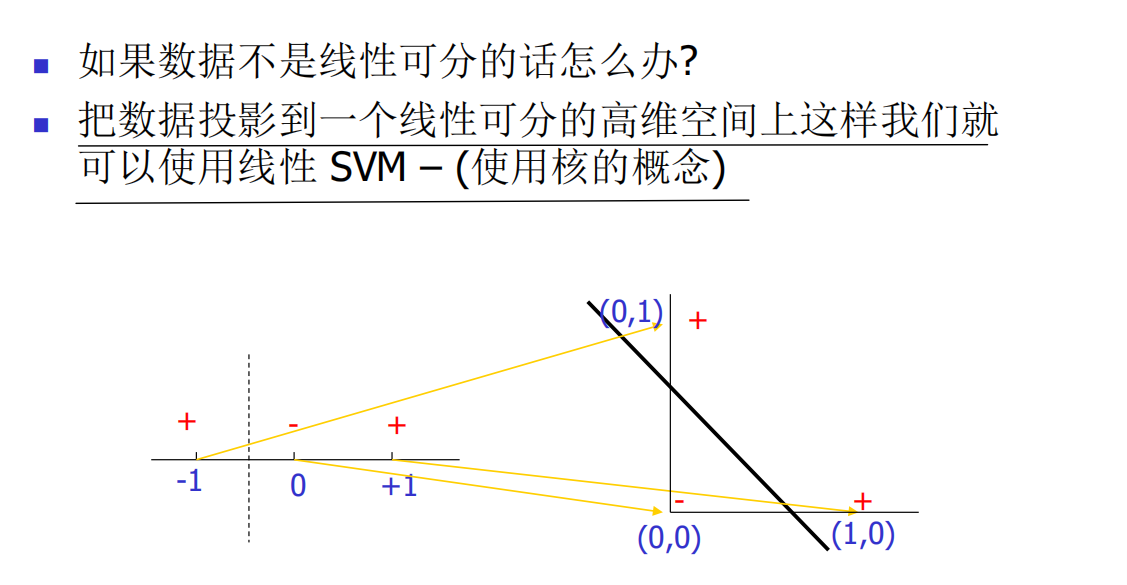 如果数据不是线性可分的话怎么办?
把数据投影到一个线性可分的高维空间上这样我们就
可以使用线性 SVM – (使用核的概念)
(0,1) +
+ - +
-1 0 +1
- +
(0,0) (1,0)